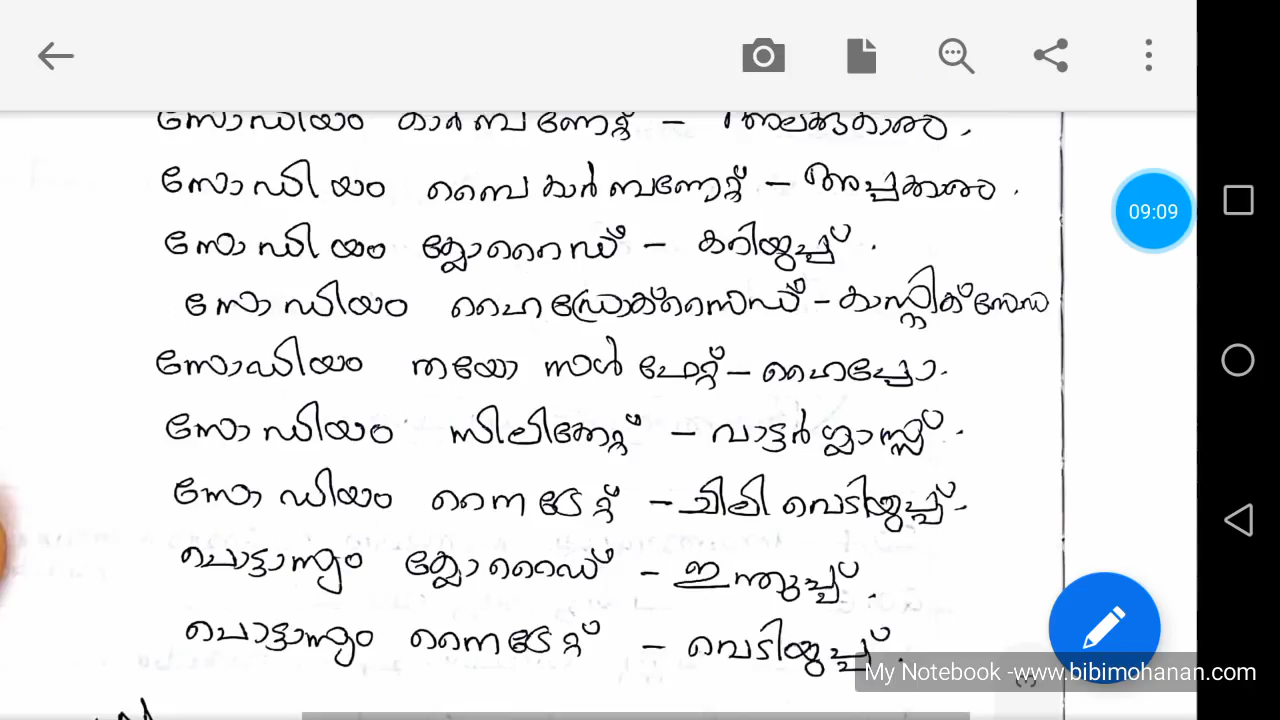 സോഡിയം കാർബണേറ്റ് - അലക്കുകാരം.
സോഡിയം ബൈകാർബണേറ്റ് - അപ്പക്കാരം.
09:09
സോഡിയം ക്ലോറൈഡ് - കറിയുപ്പ്.
സോഡിയം ഹൈഡ്രോക്സൈഡ് - കാസ്റ്റിക് സോഡ
സോഡിയം തയോ സൾഫേറ്റ് - ഹൈപ്പോ.
സോഡിയം സിലിക്കേറ്റ് - വാട്ടർ ഗ്ലാസ്സ്.
സോഡിയം നൈട്രേറ്റ് - ചിലി വെടിയുപ്പ്.
പൊട്ടാസ്യം ക്ലോറൈഡ് - ഇന്തുപ്പ്.
പൊട്ടാസ്യം നൈട്രേറ്റ് - വെടിയുപ്പ്.
My Notebook -www.bibimohanan.com